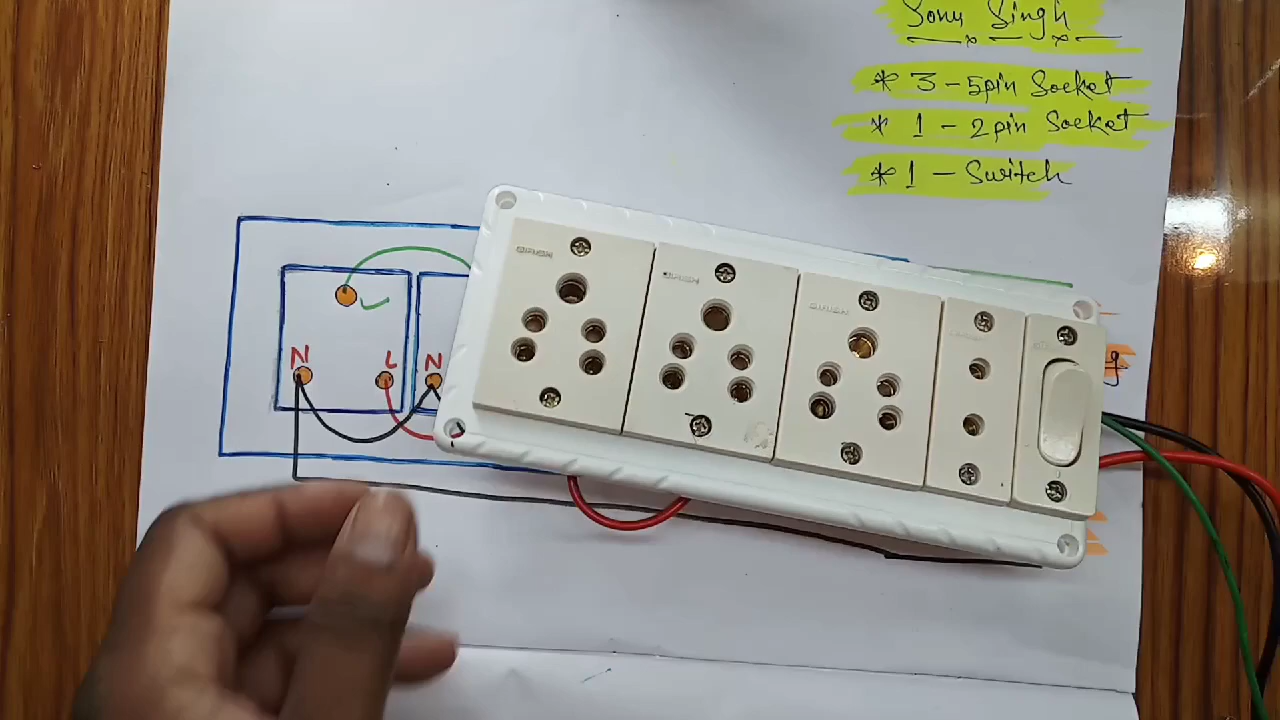 Sonu Singh
* 3 - 5pin Socket
* 1 - 2pin Socket
* 1 - Switch
N L N